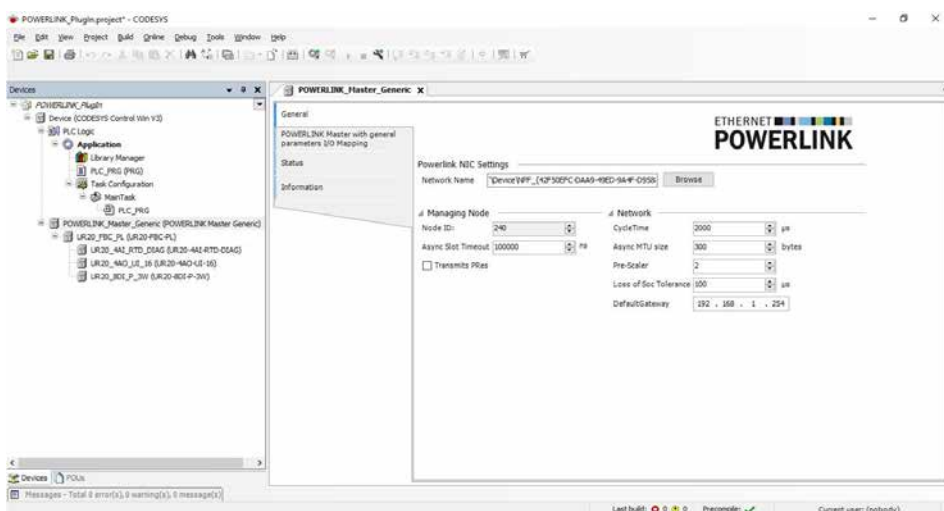 POWERLINK_Plugin.project* - CODESYS
File Edit View Project Build Online Debug Tools Window Help
Devices
POWERLINK_Master_Generic X
POWERLINK_Plugin
Device (CODESYS Control Win V3)
PLC Logic
Application
Library Manager
PLC_PRG (PRG)
Task Configuration
MainTask
PLC_PRG
POWERLINK_Master_Generic (POWERLINK Master Generic)
UR20_FBC_PL (UR20-FBC-PL)
UR20_4AI_RTD_DIAG (UR20-4AI-RTD-DIAG)
UR20_4AO_UI_16 (UR20-4AO-UI-16)
UR20_8DI_P_3W (UR20-8DI-P-3W)
General
POWERLINK Master with general
parameters I/O Mapping
Status
Information
ETHERNET
POWERLINK
Powerlink NIC Settings
Network Name Browse
Managing Node
Node ID: 240
Async Slot Timeout 100000 ns
Transmits PRes
Network
CycleTime 2000 µs
Async MTU size 300 bytes
Pre-Scaler 2
Loss of Soc Tolerance 100 µs
DefaultGateway 192 . 168 . 1 . 254
Devices POUs
Messages - Total 0 error(s), 0 warning(s), 0 message(s)
Last build: 0 0 Precompile: Current user: (nobody)